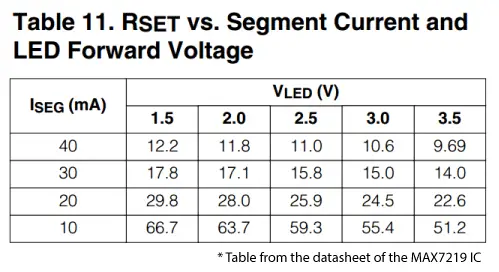 Table 11. RSET vs. Segment Current and
LED Forward Voltage
ISEG (mA) VLED (V)
1.5 2.0 2.5 3.0 3.5
40 12.2 11.8 11.0 10.6 9.69
30 17.8 17.1 15.8 15.0 14.0
20 29.8 28.0 25.9 24.5 22.6
10 66.7 63.7 59.3 55.4 51.2
* Table from the datasheet of the MAX7219 IC